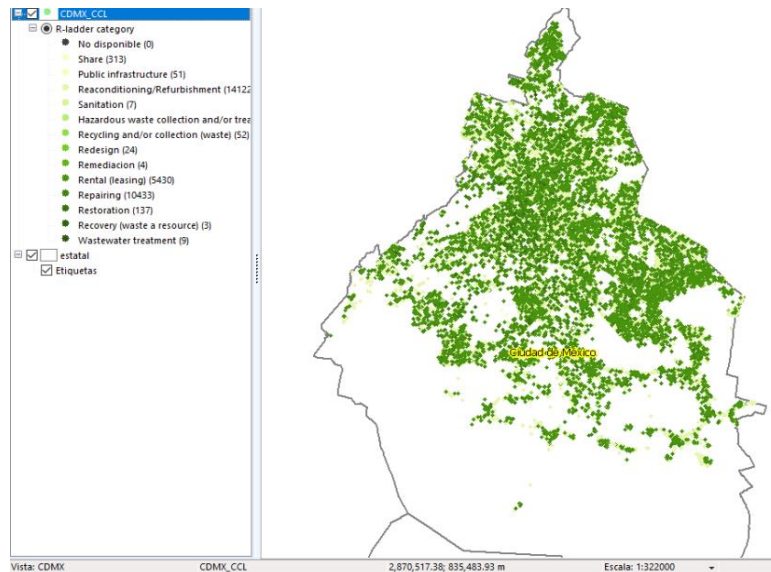 CDMX_CCL
R-ladder category
No disponible (0)
Share (313)
Public infrastructure (51)
Reaconditioning/Refurbishment (14122
Sanitation (7)
Hazardous waste collection and/or trea
Recycling and/or collection (waste) (52)
Redesign (24)
Remediacion (4)
Rental (leasing) (5430)
Repairing (10433)
Restoration (137)
Recovery (waste a resource) (3)
Wastewater treatment (9)
estatal
Etiquetas
Ciudad de México
Vista: CDMX CDMX_CCL 2,870,517.38; 835,483.93 m Escala: 1:322000